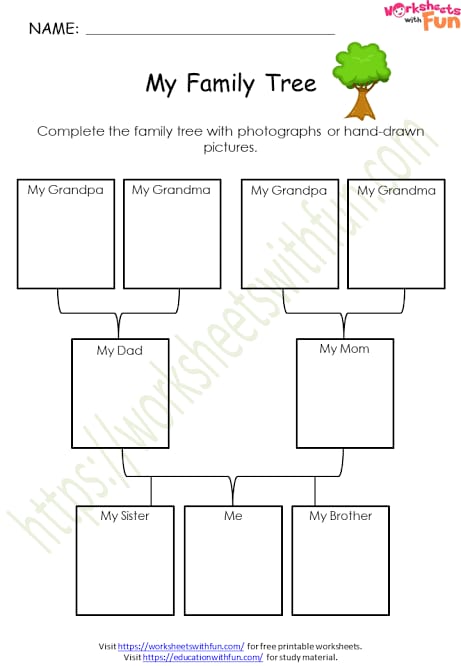 Worksheets
with Fun
NAME: ______________________________
My Family Tree
Complete the family tree with photographs or hand-drawn
pictures.
My Grandpa My Grandma My Grandpa My Grandma
My Dad My Mom
My Sister Me My Brother
https://worksheetswithfun.com/
Visit https://worksheetswithfun.com/ for free printable worksheets.
Visit https://educationwithfun.com/ for study material.